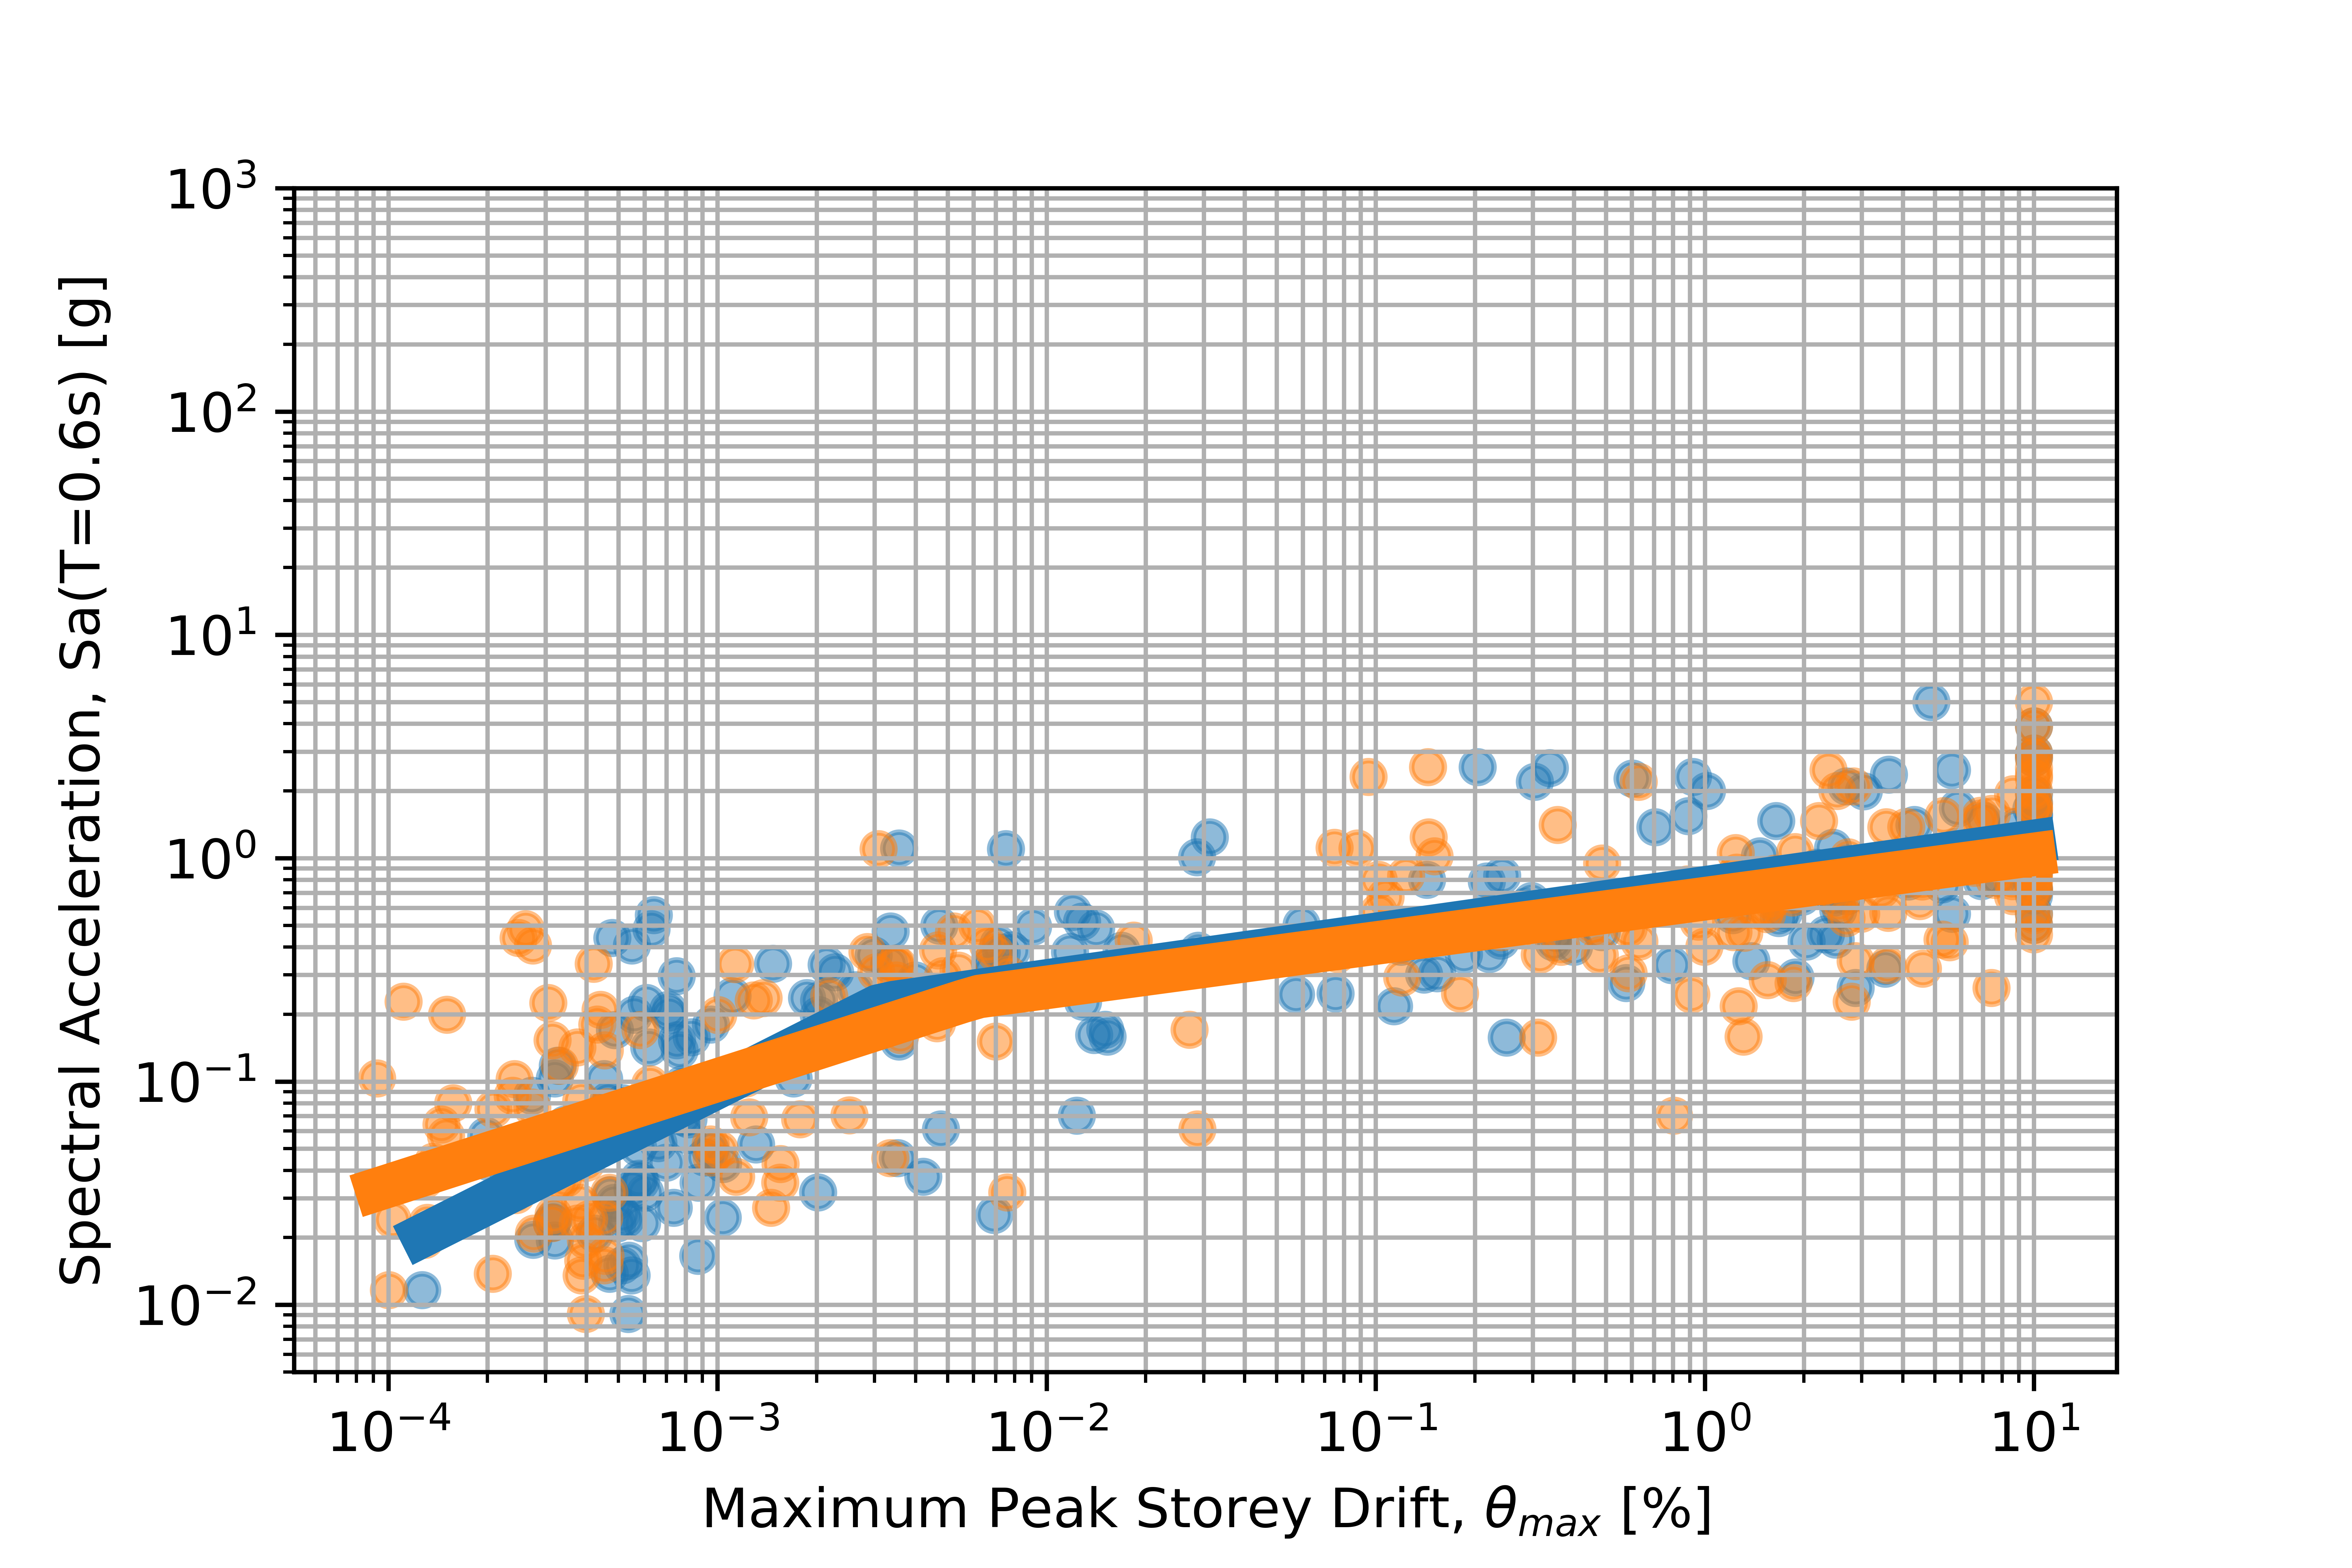 10³
10²
10¹
10⁰
10⁻¹
10⁻²
Spectral Acceleration, Sa(T=0.6s) [g]
10⁻⁴ 10⁻³ 10⁻² 10⁻¹ 10⁰ 10¹
Maximum Peak Storey Drift, θmax [%]